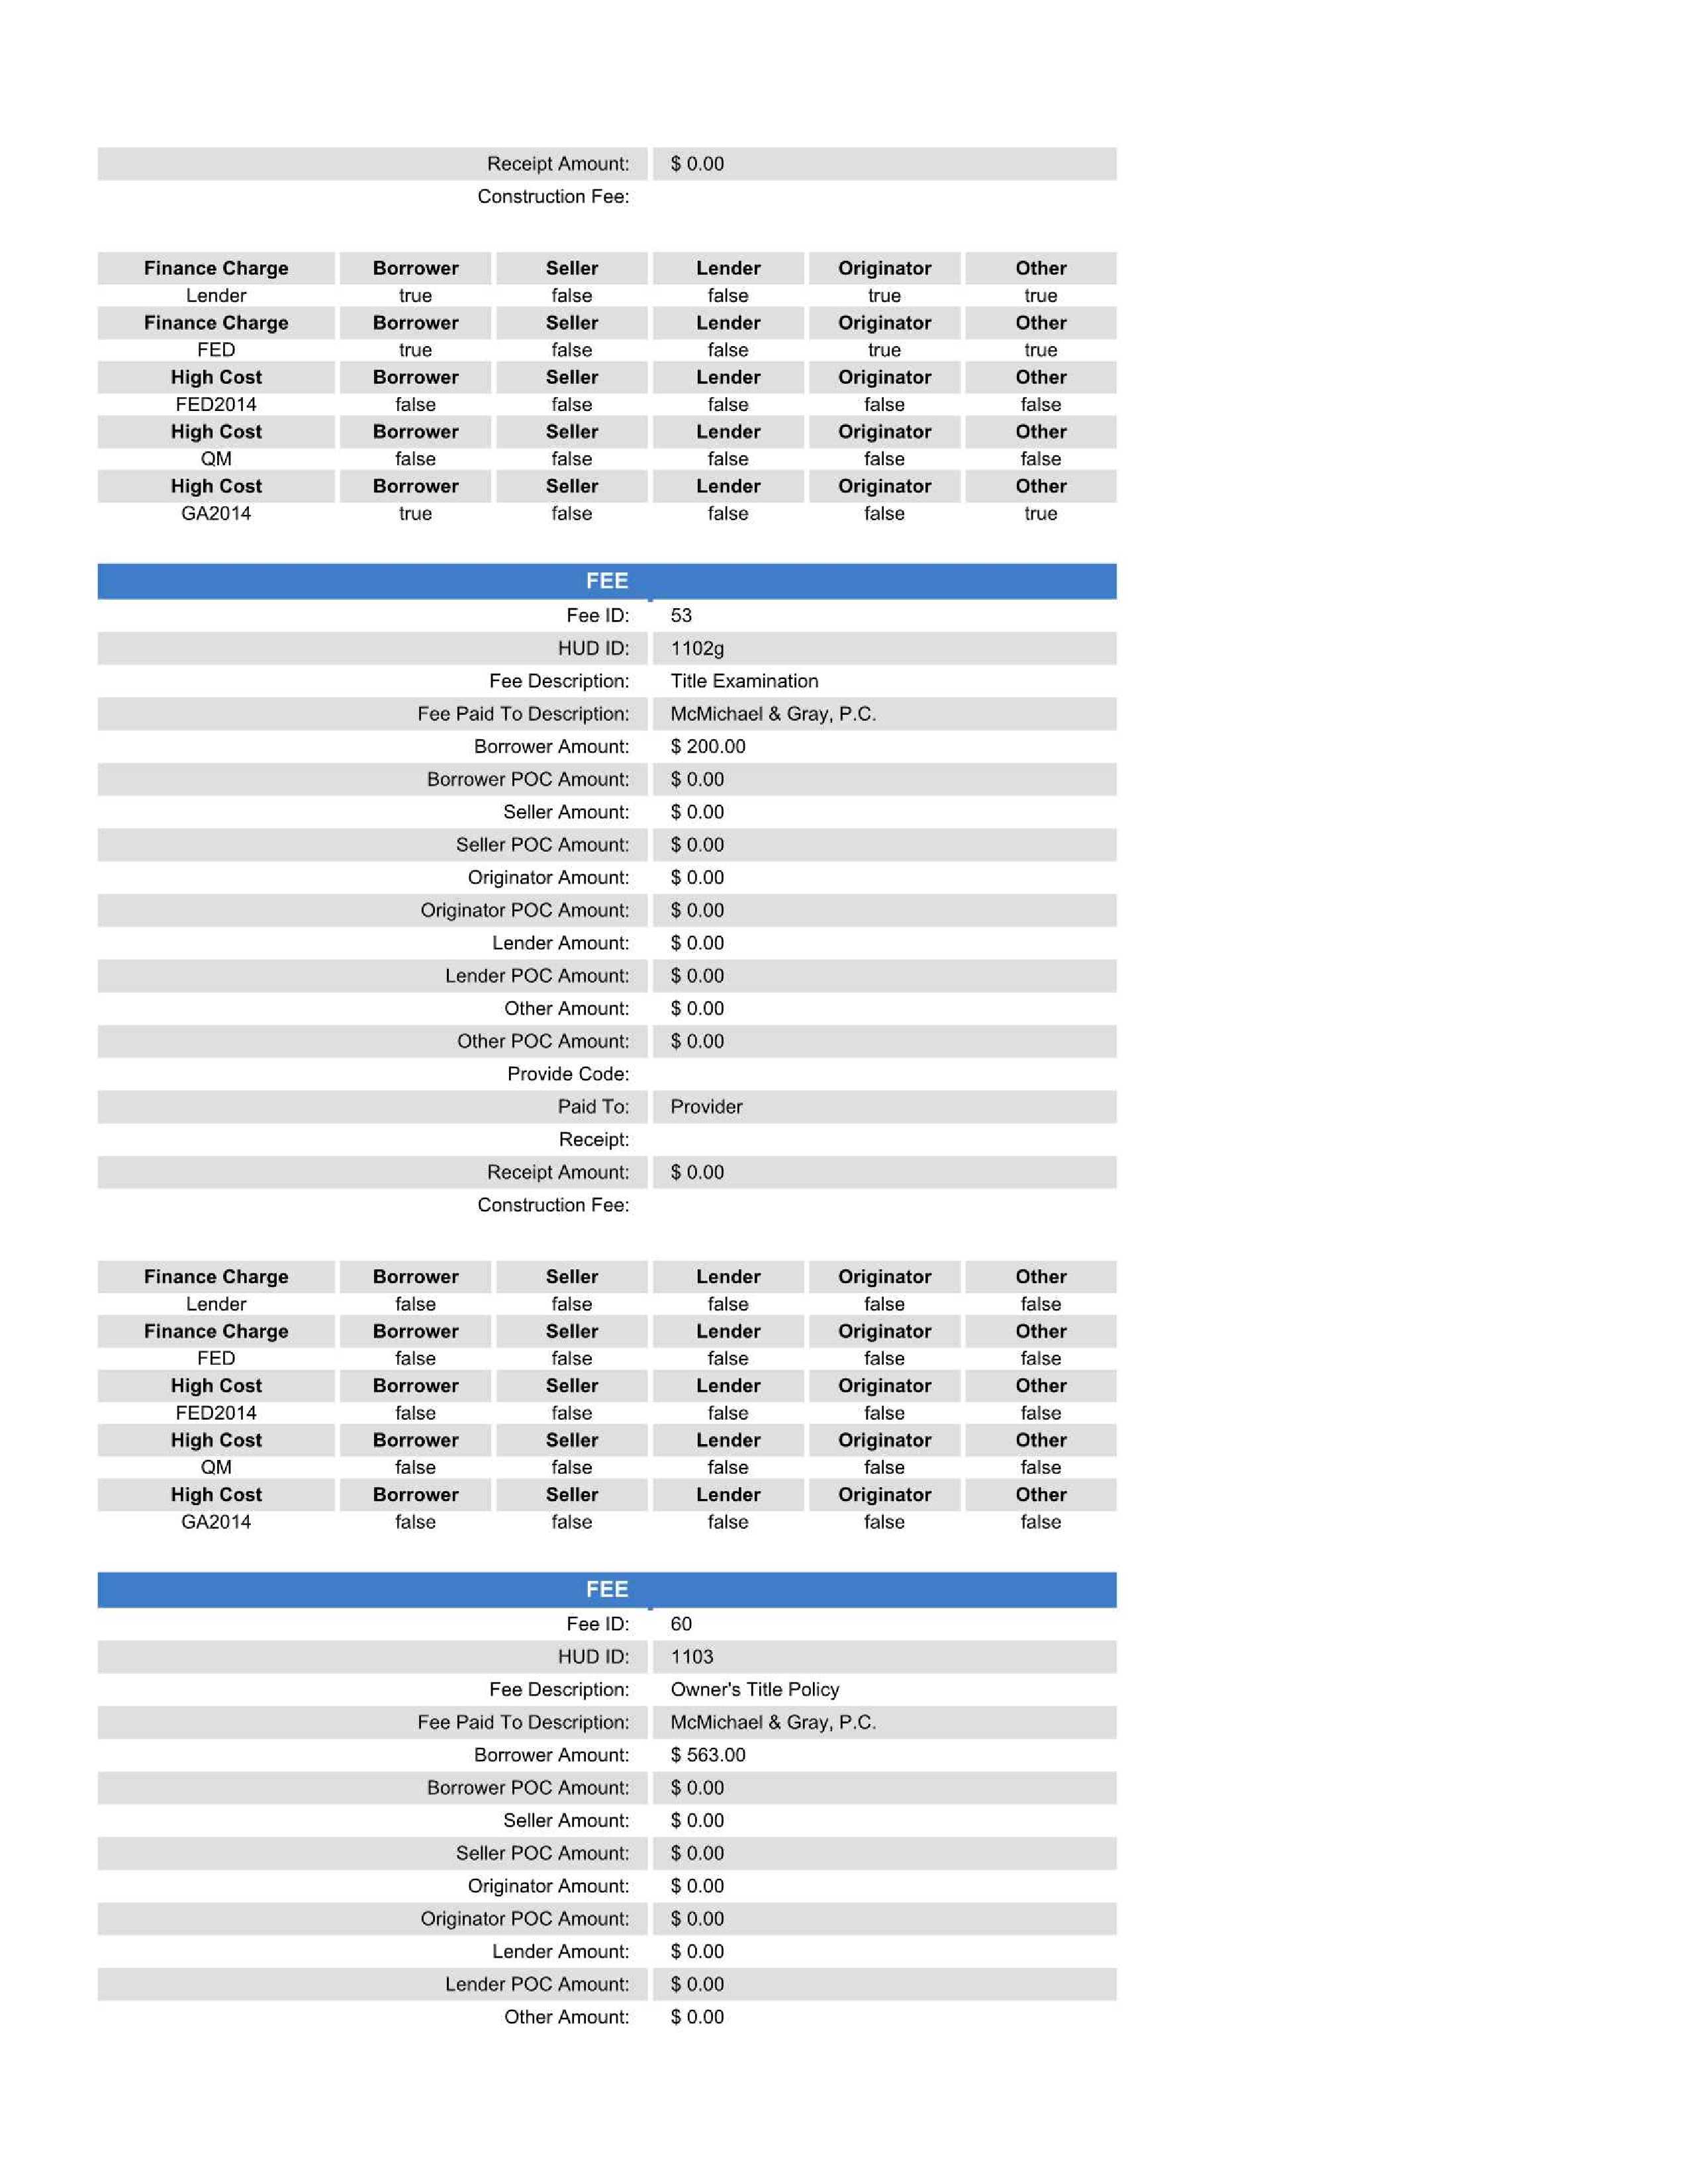 Receipt Amount: $ 0.00
Construction Fee:
Finance Charge Borrower Seller Lender Originator Other
Lender true false false true true
Finance Charge Borrower Seller Lender Originator Other
FED true false false true true
High Cost Borrower Seller Lender Originator Other
FED2014 false false false false false
High Cost Borrower Seller Lender Originator Other
QM false false false false false
High Cost Borrower Seller Lender Originator Other
GA2014 true false false false true
FEE
Fee ID: 53
HUD ID: 1102g
Fee Description: Title Examination
Fee Paid To Description: McMichael & Gray, P.C.
Borrower Amount: $ 200.00
Borrower POC Amount: $ 0.00
Seller Amount: $ 0.00
Seller POC Amount: $ 0.00
Originator Amount: $ 0.00
Originator POC Amount: $ 0.00
Lender Amount: $ 0.00
Lender POC Amount: $ 0.00
Other Amount: $ 0.00
Other POC Amount: $ 0.00
Provide Code:
Paid To: Provider
Receipt:
Receipt Amount: $ 0.00
Construction Fee:
Finance Charge Borrower Seller Lender Originator Other
Lender false false false false false
Finance Charge Borrower Seller Lender Originator Other
FED false false false false false
High Cost Borrower Seller Lender Originator Other
FED2014 false false false false false
High Cost Borrower Seller Lender Originator Other
QM false false false false false
High Cost Borrower Seller Lender Originator Other
GA2014 false false false false false
FEE
Fee ID: 60
HUD ID: 1103
Fee Description: Owner's Title Policy
Fee Paid To Description: McMichael & Gray, P.C.
Borrower Amount: $ 563.00
Borrower POC Amount: $ 0.00
Seller Amount: $ 0.00
Seller POC Amount: $ 0.00
Originator Amount: $ 0.00
Originator POC Amount: $ 0.00
Lender Amount: $ 0.00
Lender POC Amount: $ 0.00
Other Amount: $ 0.00